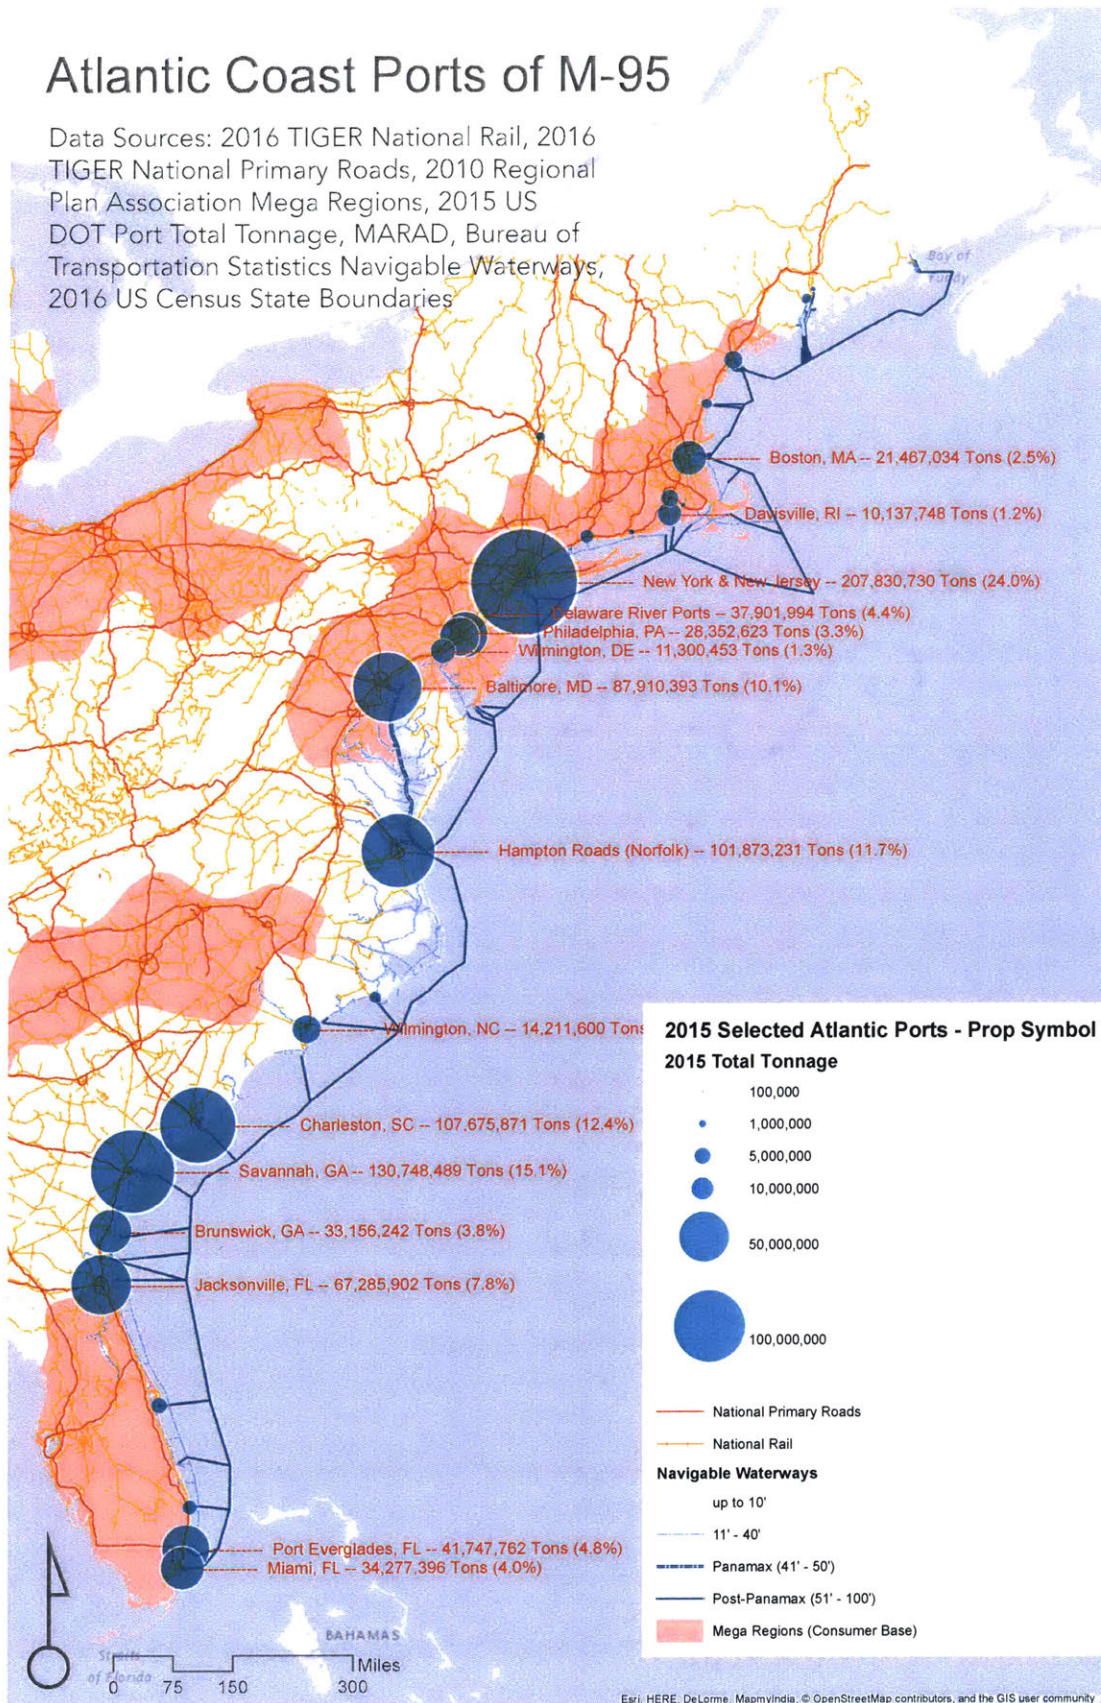 Atlantic Coast Ports of M-95
Data Sources: 2016 TIGER National Rail, 2016
TIGER National Primary Roads, 2010 Regional
Plan Association Mega Regions, 2015 US
DOT Port Total Tonnage, MARAD, Bureau of
Transportation Statistics Navigable Waterways,
2016 US Census State Boundaries
Bay of
Fundy
Boston, MA -- 21,467,034 Tons (2.5%)
Davisville, RI -- 10,137,748 Tons (1.2%)
New York & New Jersey -- 207,830,730 Tons (24.0%)
Delaware River Ports -- 37,901,994 Tons (4.4%)
Philadelphia, PA -- 28,352,623 Tons (3.3%)
Wilmington, DE -- 11,300,453 Tons (1.3%)
Baltimore, MD -- 87,910,393 Tons (10.1%)
Hampton Roads (Norfolk) -- 101,873,231 Tons (11.7%)
Wilmington, NC -- 14,211,600 Tons
Charleston, SC -- 107,675,871 Tons (12.4%)
Savannah, GA -- 130,748,489 Tons (15.1%)
Brunswick, GA -- 33,156,242 Tons (3.8%)
Jacksonville, FL -- 67,285,902 Tons (7.8%)
Port Everglades, FL -- 41,747,762 Tons (4.8%)
Miami, FL -- 34,277,396 Tons (4.0%)
BAHAMAS
Straits
of Florida
Miles
0 75 150 300
2015 Selected Atlantic Ports - Prop Symbol
2015 Total Tonnage
100,000
1,000,000
5,000,000
10,000,000
50,000,000
100,000,000
National Primary Roads
National Rail
Navigable Waterways
up to 10'
11' - 40'
Panamax (41' - 50')
Post-Panamax (51' - 100')
Mega Regions (Consumer Base)
Esri, HERE, DeLorme, MapmyIndia, © OpenStreetMap contributors, and the GIS user community